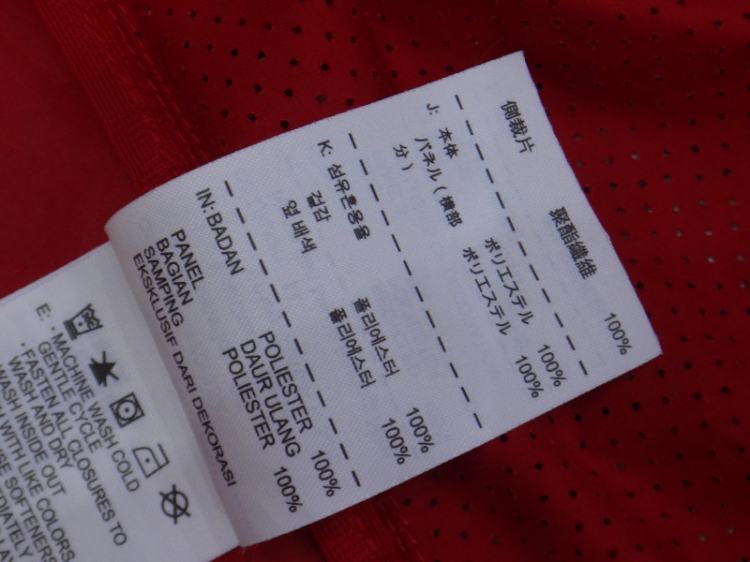 側裁片 聚酯纖維 100%
J: 本体 ポリエステル 100%
パネル(横部 ポリエステル 100%
分)
K: 섬유혼용율
겉감 폴리에스터 100%
옆 배색 폴리에스터 100%
IN: BADAN POLIESTER 100%
DAUR ULANG
PANEL POLIESTER 100%
BAGIAN
SAMPING
EKSKLUSIF DARI DEKORASI
E: · MACHINE WASH COLD
GENTLE CYCLE
· FASTEN ALL CLOSURES TO
WASH AND DRY
WASH INSIDE OUT
WITH LIKE COLORS
SOFTENERS